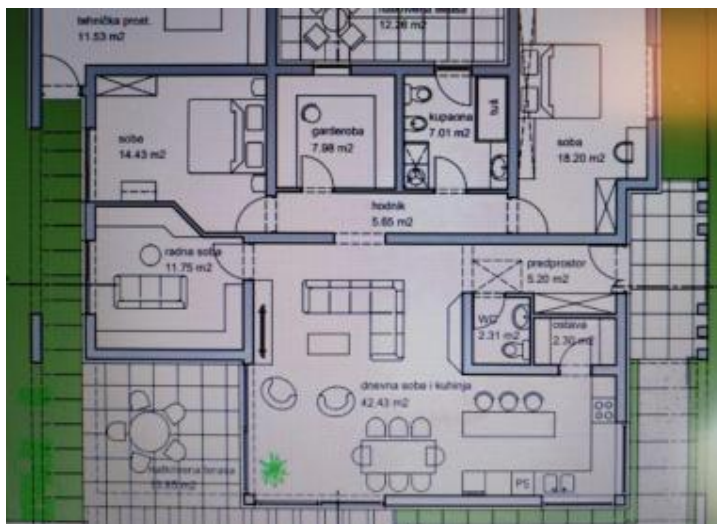 tehnička prost.
11.53 m2
12.26 m2
soba
14.43 m2
garderoba
7.98 m2
kupaona
7.01 m2
tuš
soba
18.20 m2
hodnik
5.65 m2
radna soba
11.75 m2
predprostor
5.20 m2
WC
2.31 m2
ostava
2.30 m2
dnevna soba i kuhinja
42.43 m2
PS